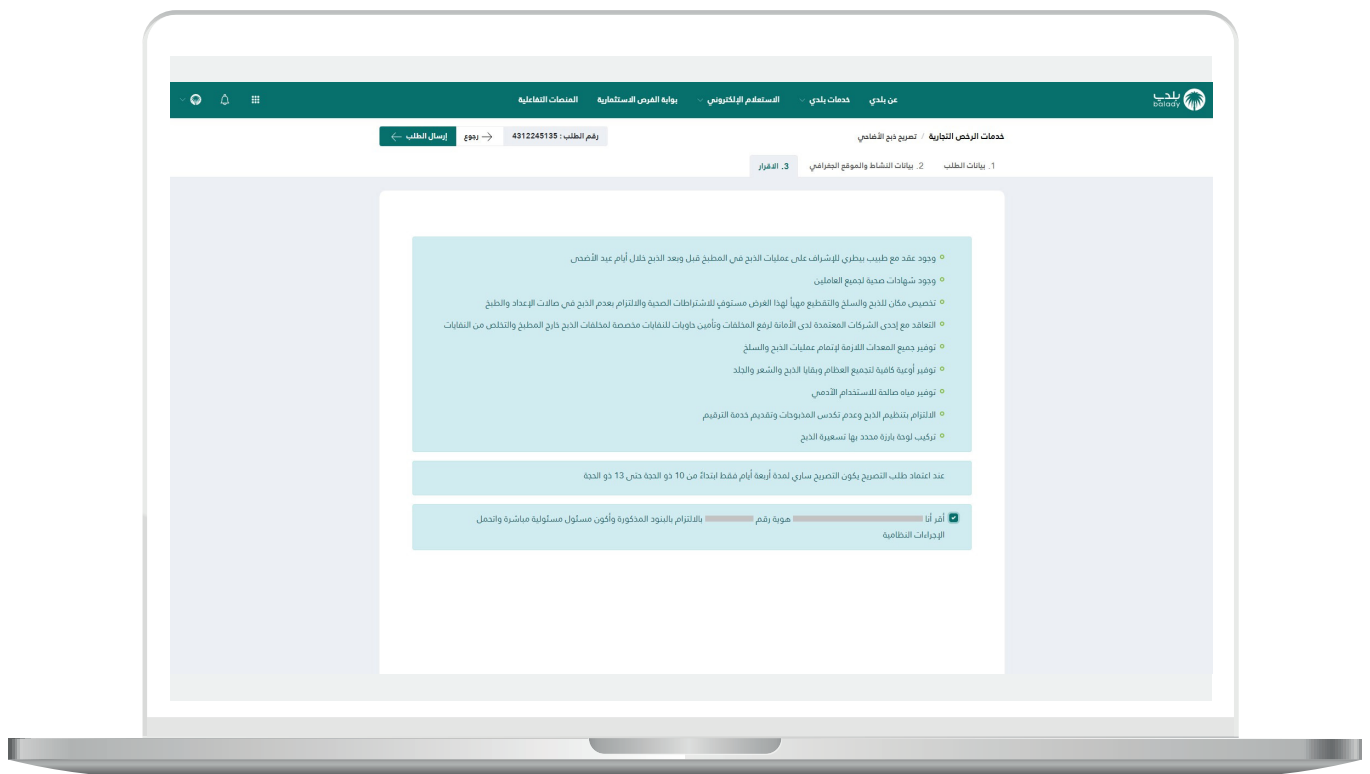 بلدي
balady
عن بلدي
خدمات بلدي
الاستعلام الإلكتروني
بوابة الفرص الاستثمارية
المنصات التفاعلية
خدمات الرخص التجارية / تصريح ذبح الأضاحي
رقم الطلب : 4312245135
رجوع
إرسال الطلب
1. بيانات الطلب
2. بيانات النشاط والموقع الجغرافي
3. الاقرار
وجود عقد مع طبيب بيطري للإشراف على عمليات الذبح في المطبخ قبل وبعد الذبح خلال أيام عيد الأضحى
وجود شهادات صحية لجميع العاملين
تخصيص مكان للذبح والسلخ والتقطيع مهيأ لهذا الغرض مستوفٍ للاشتراطات الصحية والالتزام بعدم الذبح في صالات الإعداد والطبخ
التعاقد مع إحدى الشركات المعتمدة لدى الأمانة لرفع المخلفات وتأمين حاويات للنفايات مخصصة لمخلفات الذبح خارج المطبخ والتخلص من النفايات
توفير جميع المعدات اللازمة لإتمام عمليات الذبح والسلخ
توفير أوعية كافية لتجميع العظام وبقايا الذبح والشعر والجلد
توفير مياه صالحة للاستخدام الآدمي
الالتزام بتنظيم الذبح وعدم تكدس المذبوحات وتقديم خدمة الترقيم
تركيب لوحة بارزة محدد بها تسعيرة الذبح
عند اعتماد طلب التصريح يكون التصريح ساري لمدة أربعة أيام فقط ابتداءً من 10 ذو الحجة حتى 13 ذو الحجة
أقر أنا هوية رقم بالالتزام بالبنود المذكورة وأكون مسئول مسئولية مباشرة واتحمل
الإجراءات النظامية